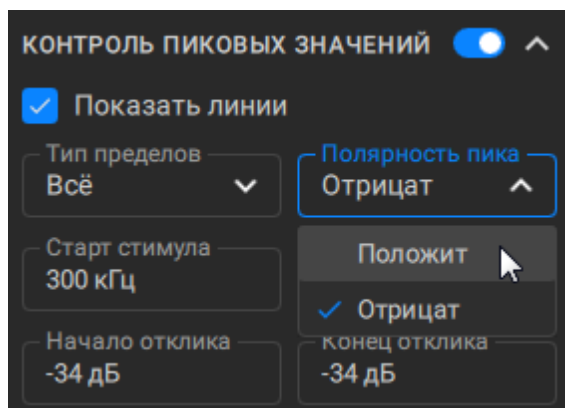 КОНТРОЛЬ ПИКОВЫХ ЗНАЧЕНИЙ
Показать линии
Тип пределов
Всё
Полярность пика
Отрицат
Положит
Отрицат
Старт стимула
300 кГц
Начало отклика
-34 дБ
Конец отклика
-34 дБ